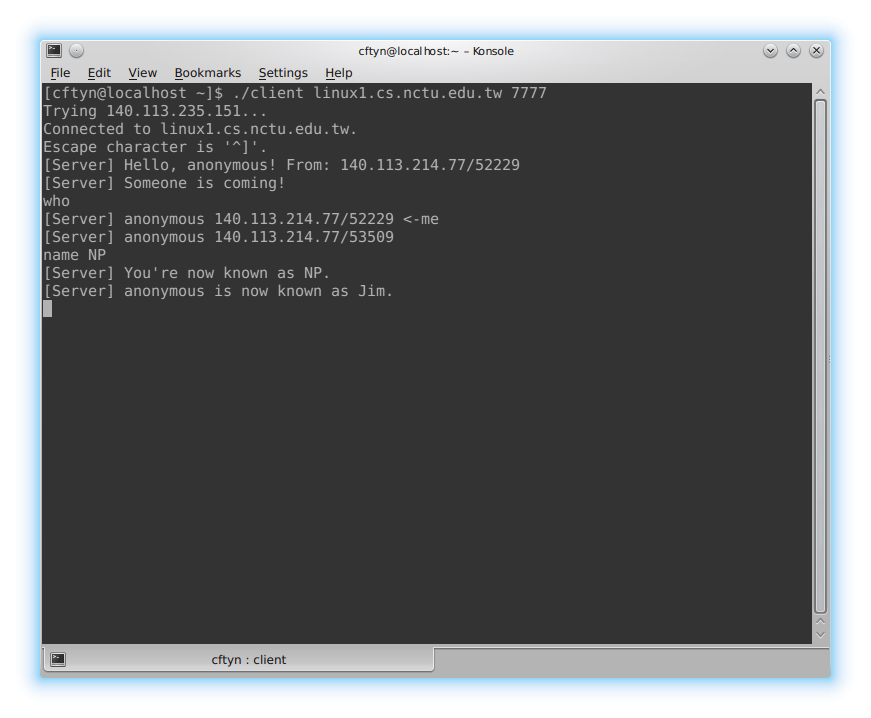 cftyn@localhost:~ – Konsole
File Edit View Bookmarks Settings Help
[cftyn@localhost ~]$ ./client linux1.cs.nctu.edu.tw 7777
Trying 140.113.235.151...
Connected to linux1.cs.nctu.edu.tw.
Escape character is '^]'.
[Server] Hello, anonymous! From: 140.113.214.77/52229
[Server] Someone is coming!
who
[Server] anonymous 140.113.214.77/52229 <-me
[Server] anonymous 140.113.214.77/53509
name NP
[Server] You're now known as NP.
[Server] anonymous is now known as Jim.
cftyn : client